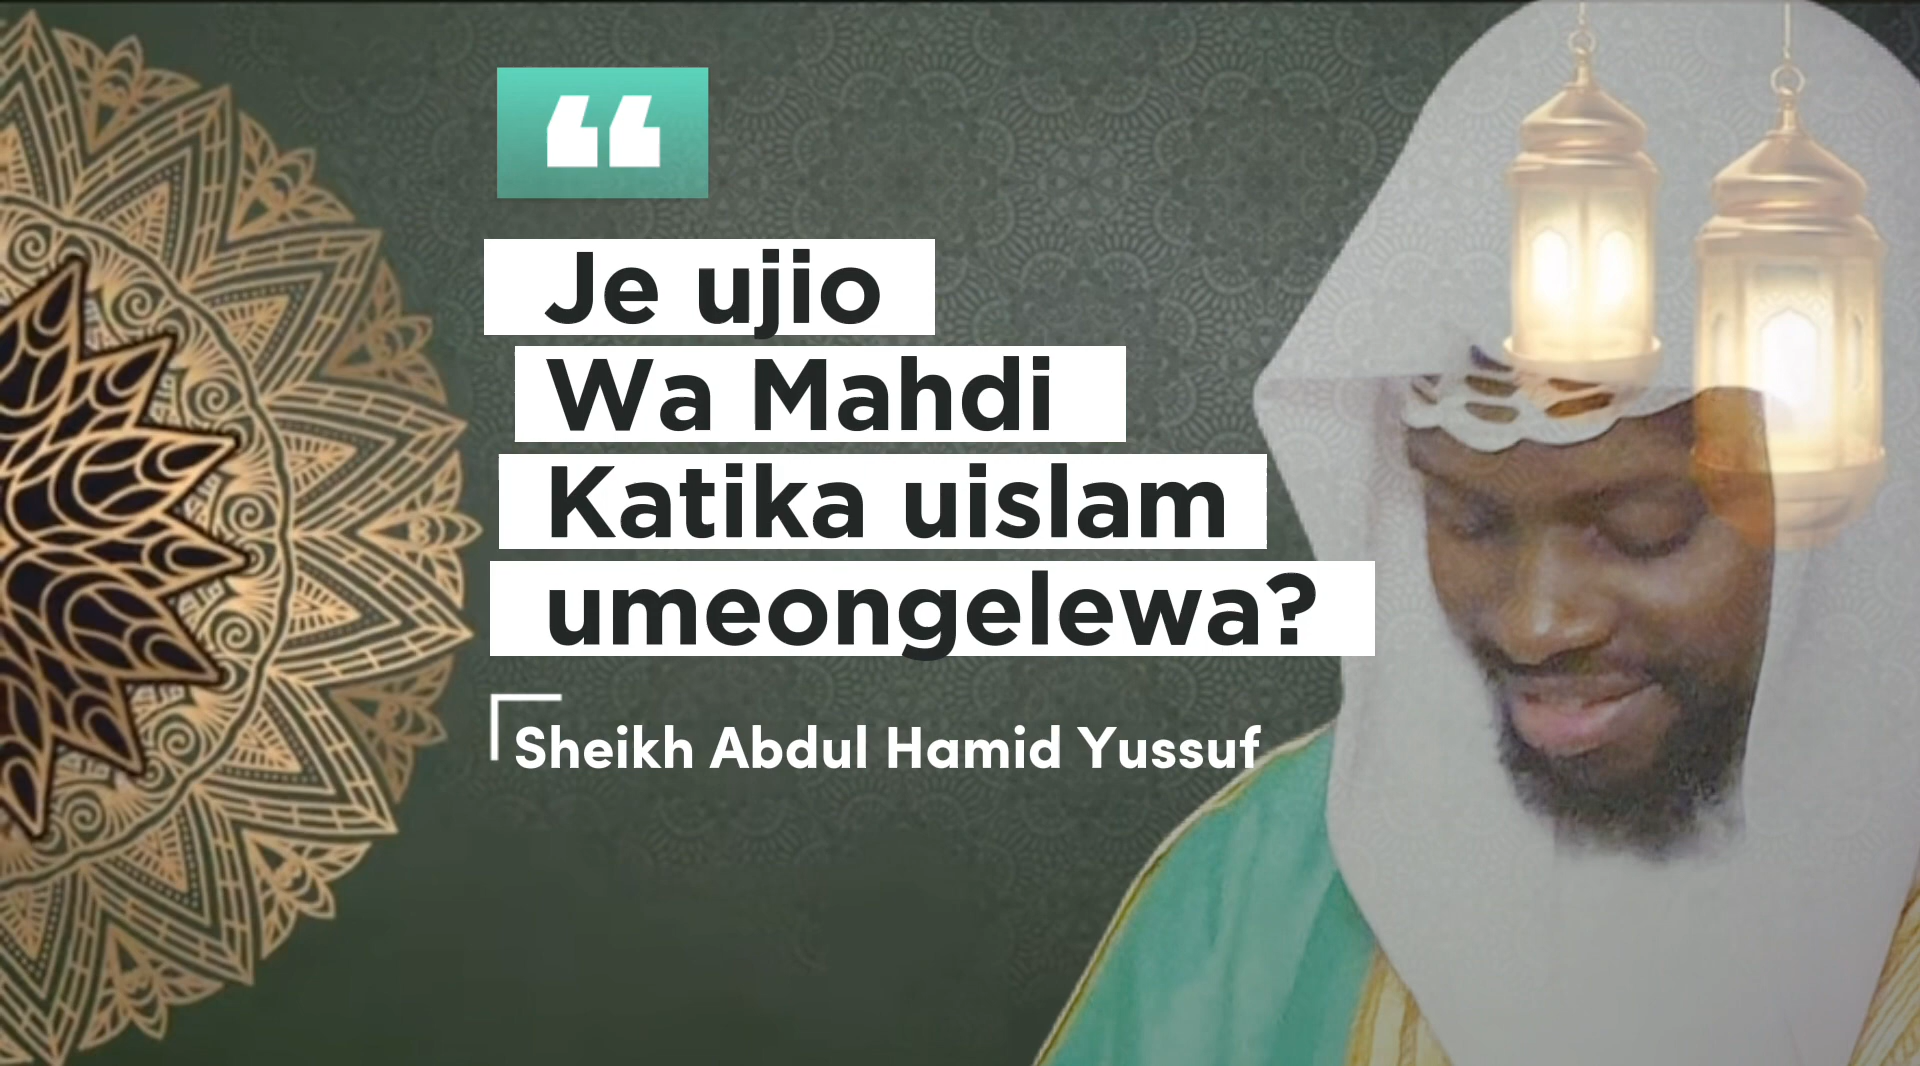 “
Je ujio
Wa Mahdi
Katika uislam
umeongelewa?
Sheikh Abdul Hamid Yussuf